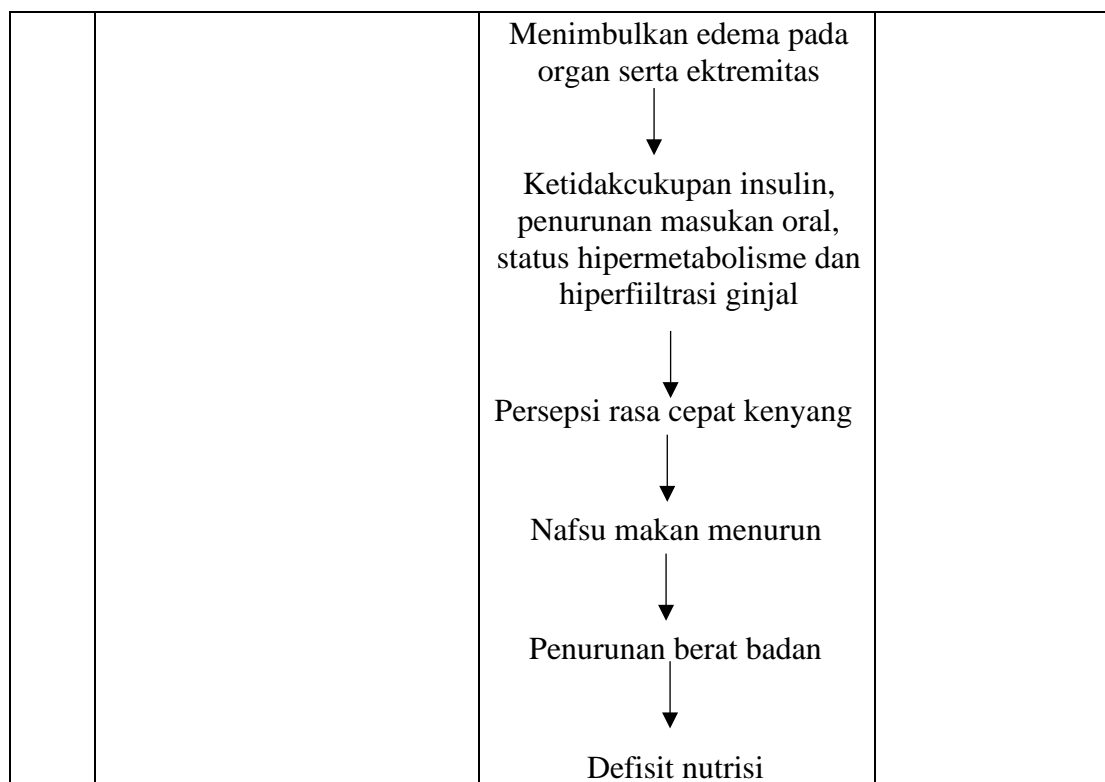 Menimbulkan edema pada
organ serta ektremitas
Ketidakcukupan insulin,
penurunan masukan oral,
status hipermetabolisme dan
hiperfiiltrasi ginjal
Persepsi rasa cepat kenyang
Nafsu makan menurun
Penurunan berat badan
Defisit nutrisi